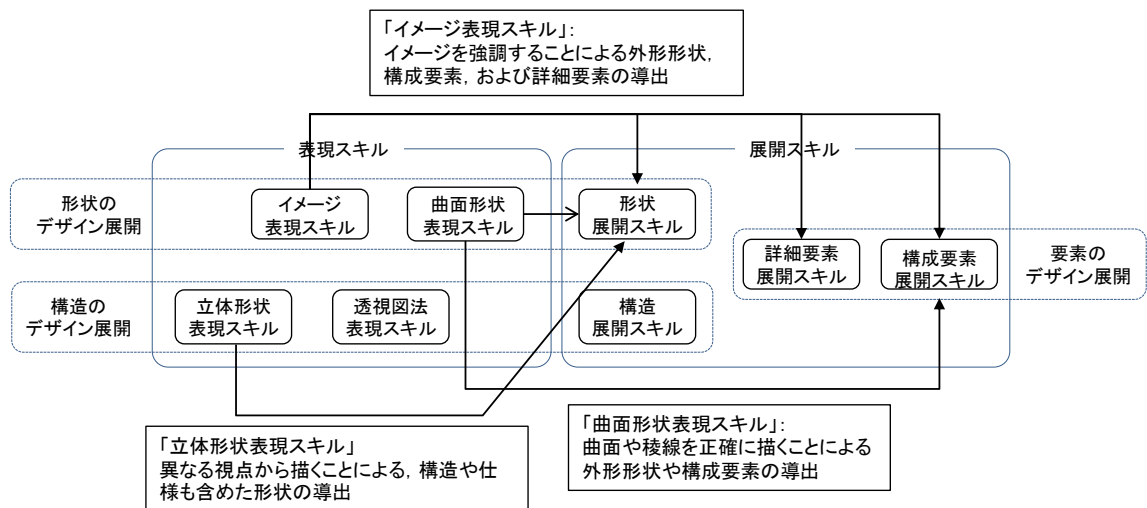 「イメージ表現スキル」：
イメージを強調することによる外形形状，
構成要素，および詳細要素の導出
表現スキル
展開スキル
形状の
デザイン展開
イメージ
表現スキル
曲面形状
表現スキル
形状
展開スキル
詳細要素
展開スキル
構成要素
展開スキル
要素の
デザイン展開
構造の
デザイン展開
立体形状
表現スキル
透視図法
表現スキル
構造
展開スキル
「立体形状表現スキル」
異なる視点から描くことによる，構造や仕
様も含めた形状の導出
「曲面形状表現スキル」：
曲面や稜線を正確に描くことによる
外形形状や構成要素の導出